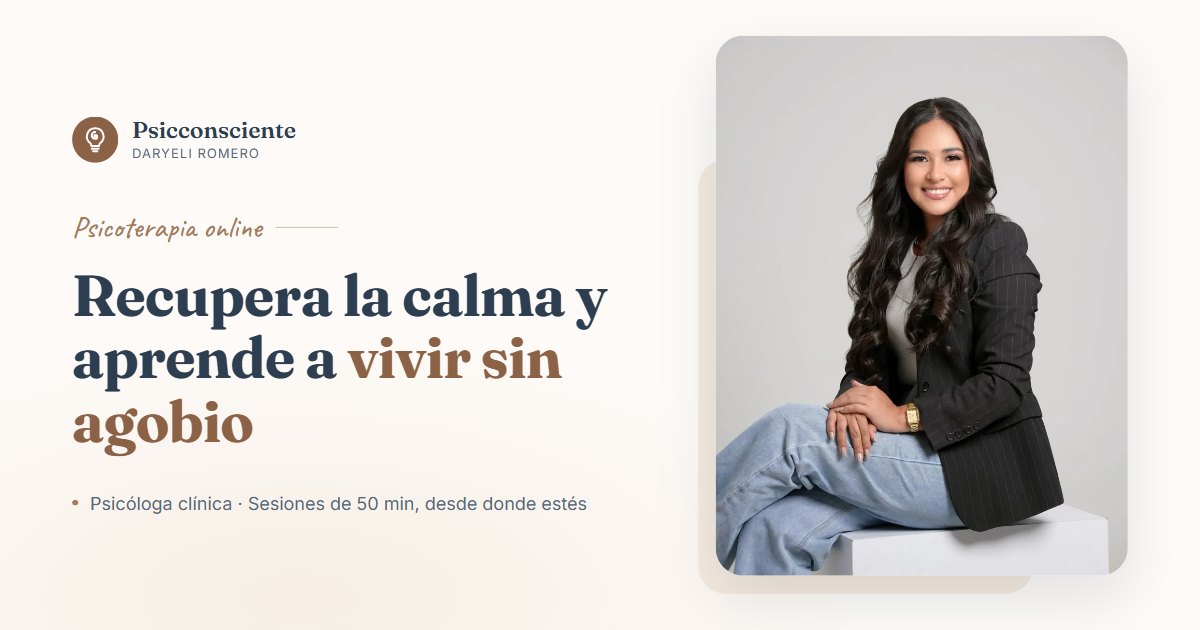 Psicconsciente
DARYELI ROMERO
Psicoterapia online
Recupera la calma y
aprende a vivir sin
agobio
Psicóloga clínica · Sesiones de 50 min, desde donde estés